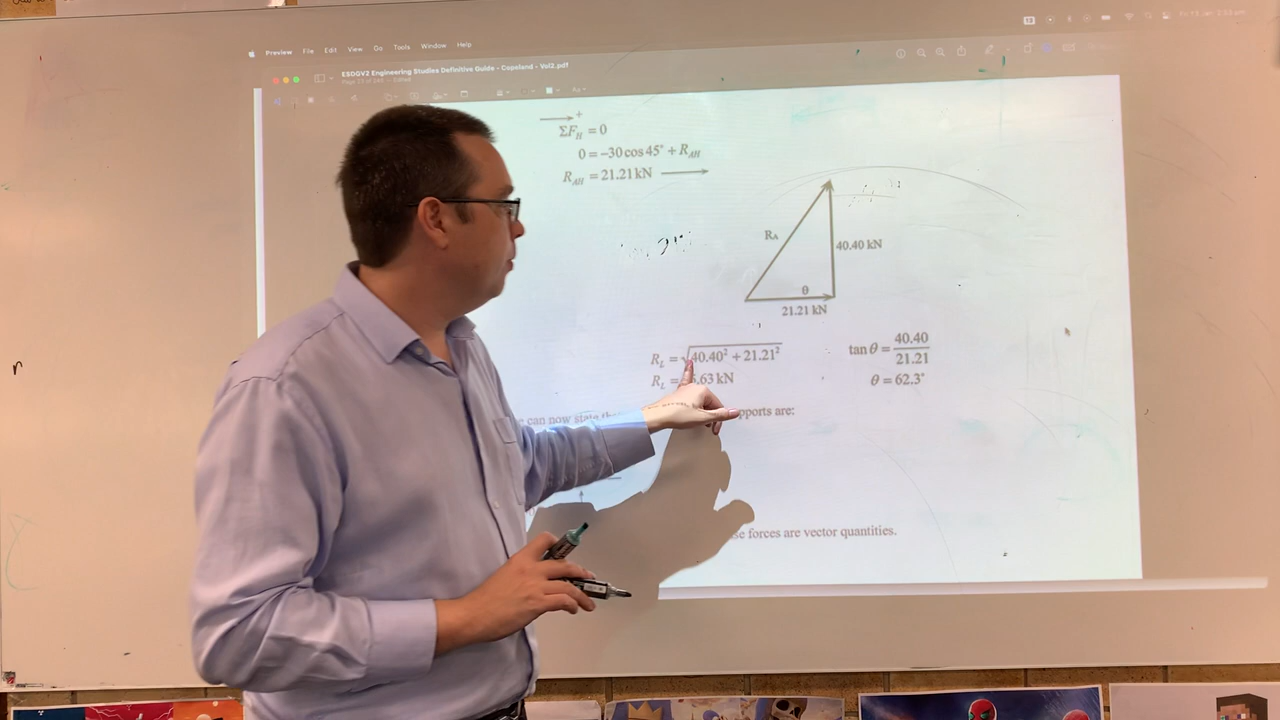 Preview File Edit View Go Tools Window Help
ESDGV2 Engineering Studies Definitive Guide - Copeland - Vol2.pdf
+
ΣF_H = 0
0 = −30 cos 45° + R_AH
R_AH = 21.21 kN
R_A
40.40 kN
θ
21.21 kN
R_L = √40.40² + 21.21²
tan θ = 40.40 / 21.21
R_L = .63 kN
θ = 62.3°
can now state pports are:
se forces are vector quantities.